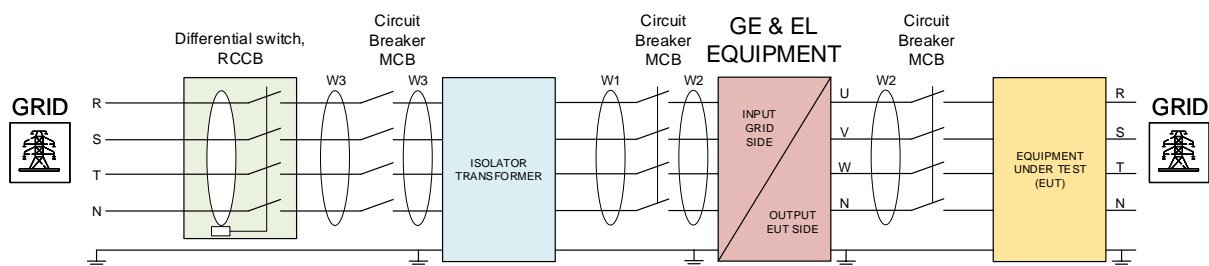 Differential switch,
RCCB
Circuit
Breaker
MCB
Circuit
Breaker
MCB
GE & EL
EQUIPMENT
Circuit
Breaker
MCB
W3
W3
W1
W2
W2
GRID
R
S
T
N
ISOLATOR
TRANSFORMER
INPUT
GRID
SIDE
OUTPUT
EUT SIDE
U
V
W
N
EQUIPMENT
UNDER TEST
(EUT)
R
S
T
N
GRID